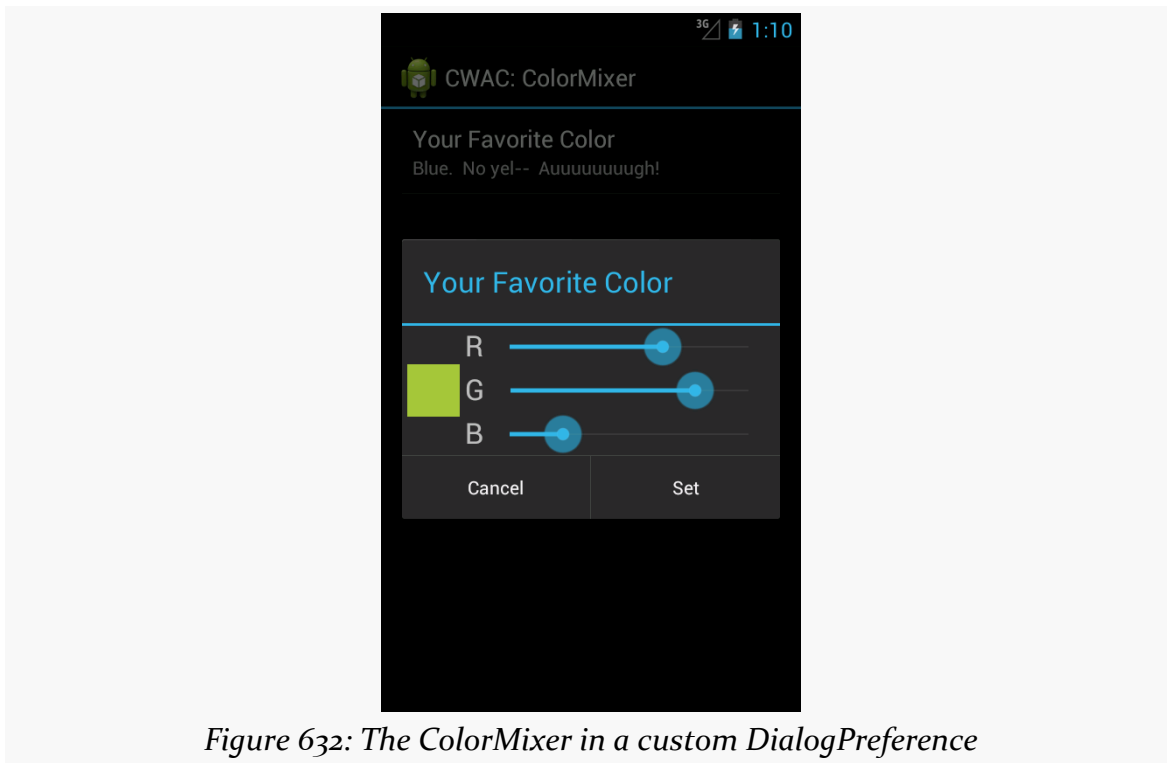 3G 1:10
CWAC: ColorMixer
Your Favorite Color
Blue.  No yel--  Auuuuuuuugh!
Your Favorite Color
R
G
B
Cancel Set
Figure 632: The ColorMixer in a custom DialogPreference